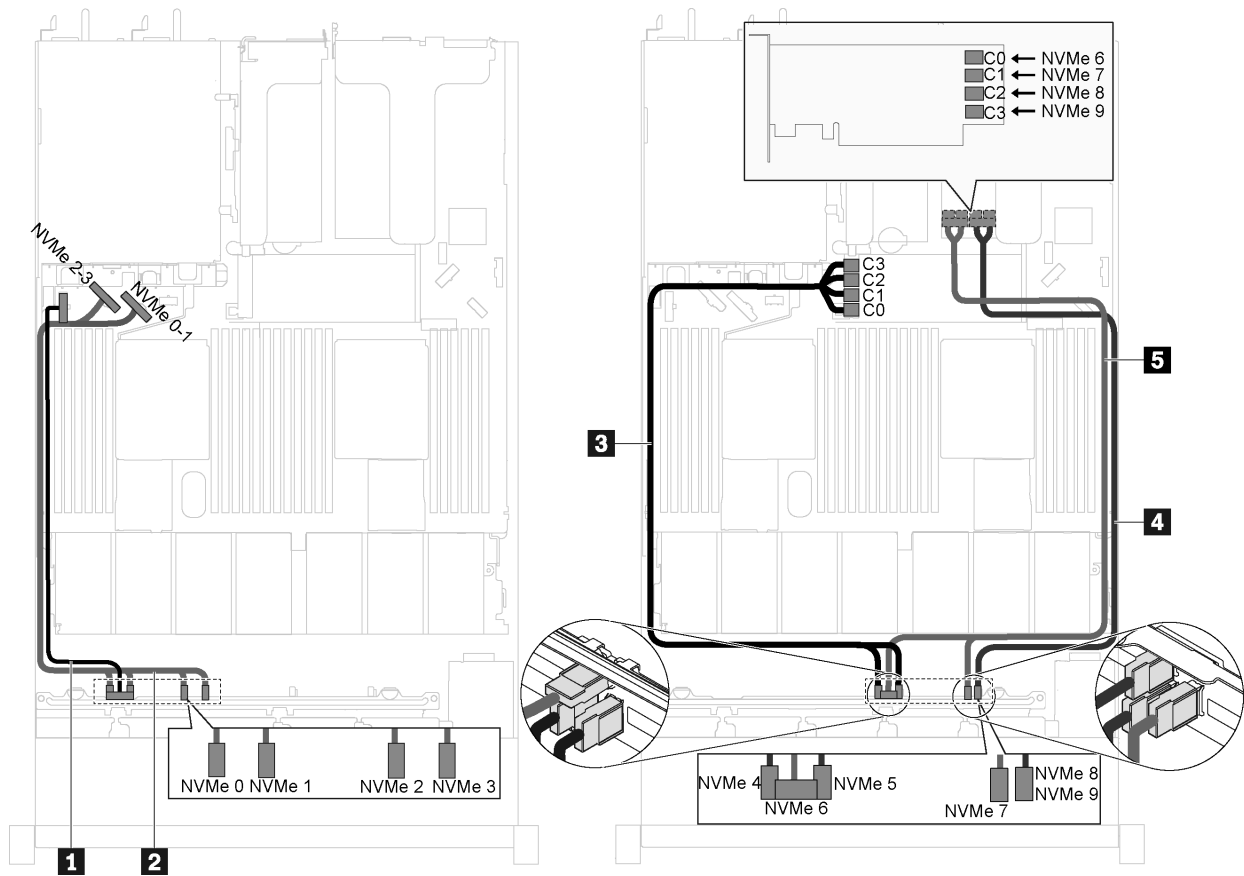 NVMe 2-3
NVMe 0-1
NVMe 0 NVMe 1 NVMe 2 NVMe 3
1
2
C0 ← NVMe 6
C1 ← NVMe 7
C2 ← NVMe 8
C3 ← NVMe 9
C3
C2
C1
C0
5
3
4
NVMe 4
NVMe 5
NVMe 6
NVMe 7
NVMe 8
NVMe 9